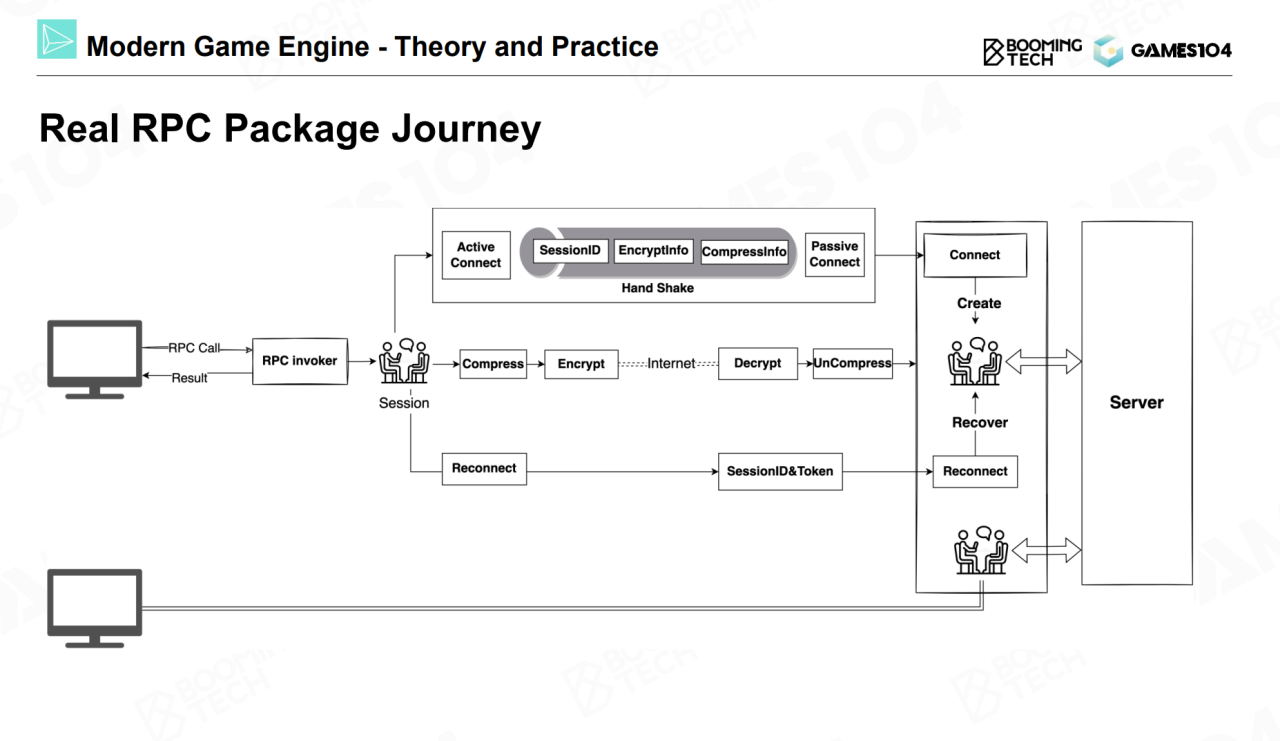 Modern Game Engine - Theory and Practice
BOOMING
TECH
GAMES104
Real RPC Package Journey
Active
Connect
SessionID
EncryptInfo
CompressInfo
Passive
Connect
Hand Shake
Connect
Create
RPC Call
Result
RPC invoker
Session
Compress
Encrypt
Internet
Decrypt
UnCompress
Recover
Server
Reconnect
SessionID&Token
Reconnect